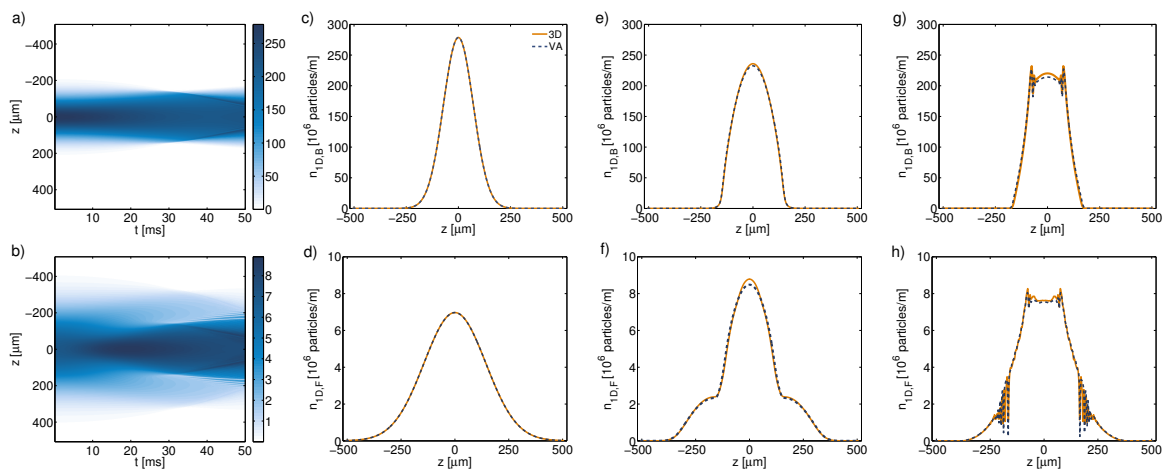 a)
−400
−200
0
200
400
z [µm]
10 20 30 40 50
t [ms]
250
200
150
100
50
0
c)
300
250
200
150
100
50
0
n1D,B [10^6 particles/m]
3D
VA
−500 −250 0 250 500
z [µm]
e)
300
250
200
150
100
50
0
n1D,B [10^6 particles/m]
−500 −250 0 250 500
z [µm]
g)
300
250
200
150
100
50
0
n1D,B [10^6 particles/m]
−500 −250 0 250 500
z [µm]
b)
−400
−200
0
200
400
z [µm]
10 20 30 40 50
t [ms]
8
7
6
5
4
3
2
1
d)
10
8
6
4
2
0
n1D,F [10^6 particles/m]
−500 −250 0 250 500
z [µm]
f)
10
8
6
4
2
0
n1D,F [10^6 particles/m]
−500 −250 0 250 500
z [µm]
h)
10
8
6
4
2
0
n1D,F [10^6 particles/m]
−500 −250 0 250 500
z [µm]